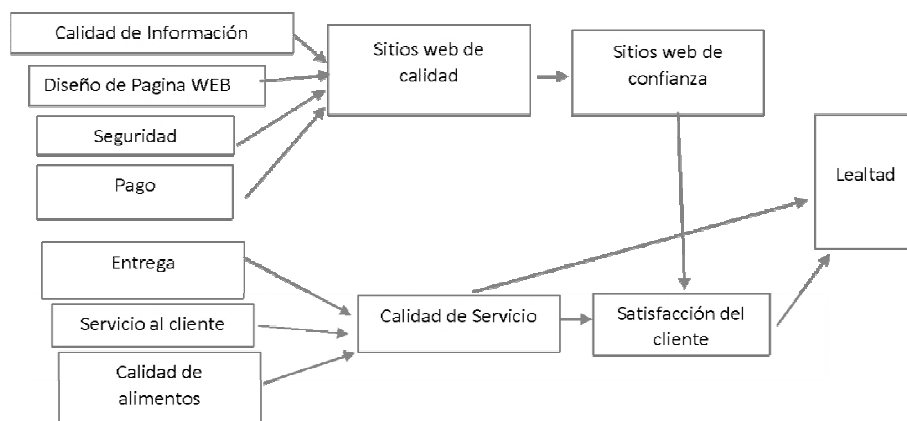 Calidad de Información
Diseño de Pagina WEB
Seguridad
Pago
Sitios web de
calidad
Sitios web de
confianza
Lealtad
Entrega
Servicio al cliente
Calidad de
alimentos
Calidad de Servicio
Satisfacción del
cliente